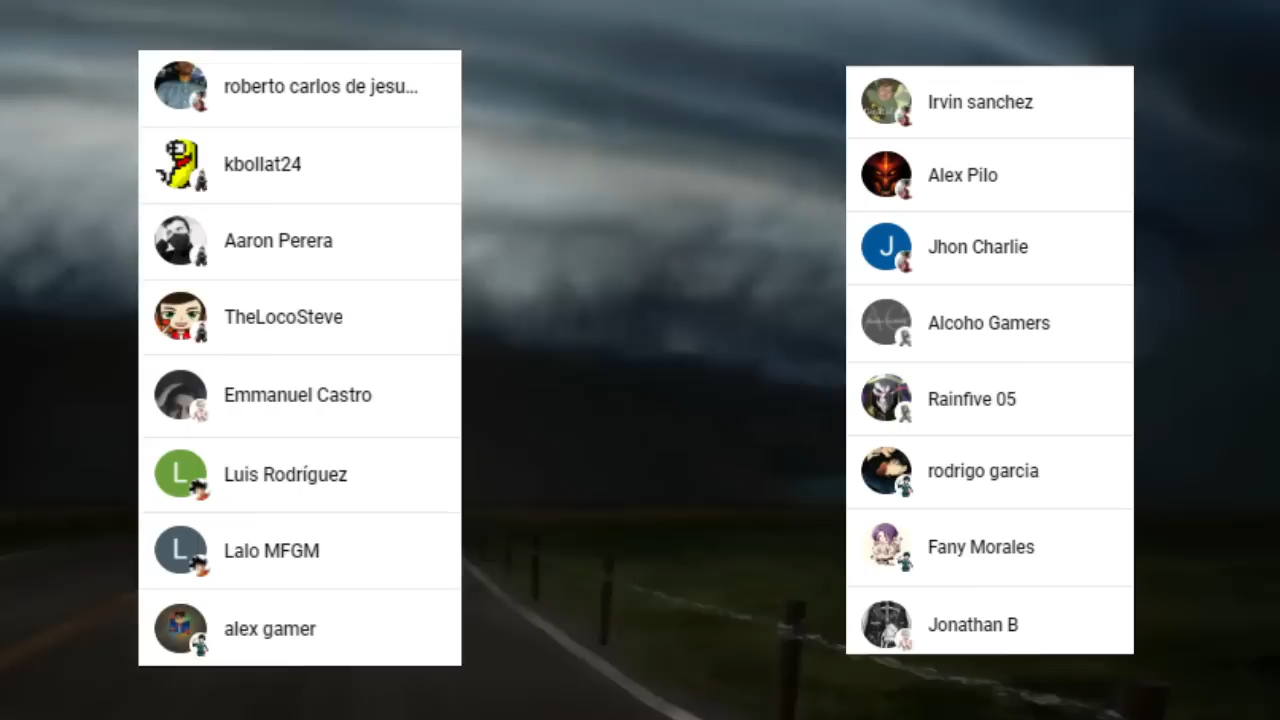 roberto carlos de jesu...
kbollat24
Aaron Perera
TheLocoSteve
Emmanuel Castro
L
Luis Rodríguez
L
Lalo MFGM
alex gamer
Irvin sanchez
Alex Pilo
J
Jhon Charlie
Alcoho Gamers
Rainfive 05
rodrigo garcia
Fany Morales
Jonathan B